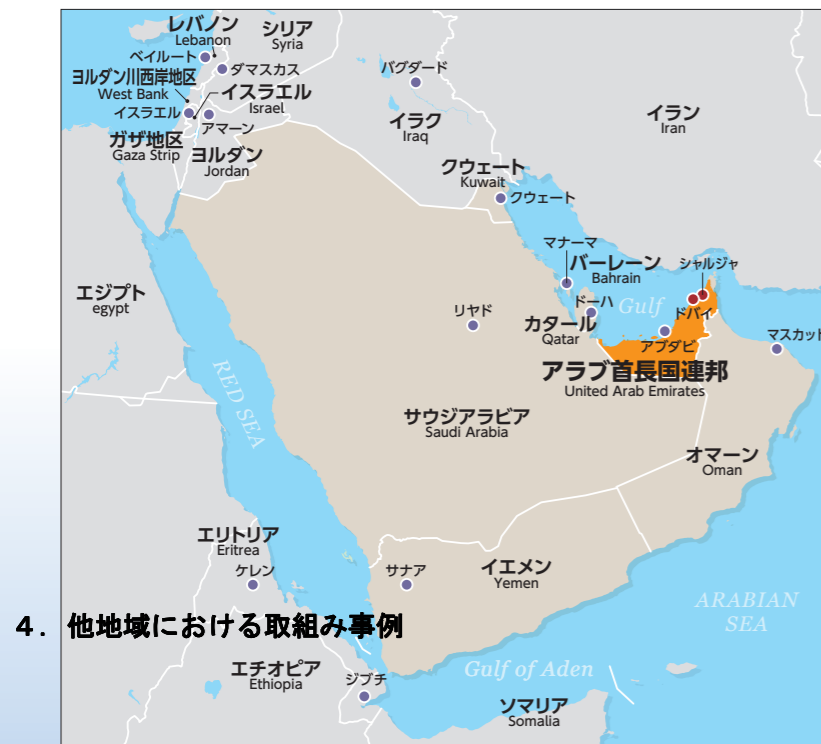 レバノン
Lebanon
シリア
Syria
ベイルート
ダマスカス
ヨルダン川西岸地区
West Bank
イスラエル
Israel
イスラエル
アマーン
ガザ地区
Gaza Strip
ヨルダン
Jordan
バグダード
イラク
Iraq
イラン
Iran
クウェート
Kuwait
クウェート
マナーマ
バーレーン
Bahrain
シャルジャ
エジプト
egypt
リヤド
ドーハ
Gulf
ドバイ
カタール
Qatar
アブダビ
マスカット
アラブ首長国連邦
United Arab Emirates
RED SEA
サウジアラビア
Saudi Arabia
オマーン
Oman
エリトリア
Eritrea
ケレン
サナア
イエメン
Yemen
ARABIAN
SEA
4．他地域における取組み事例
エチオピア
Ethiopia
ジブチ
Gulf of Aden
ソマリア
Somalia